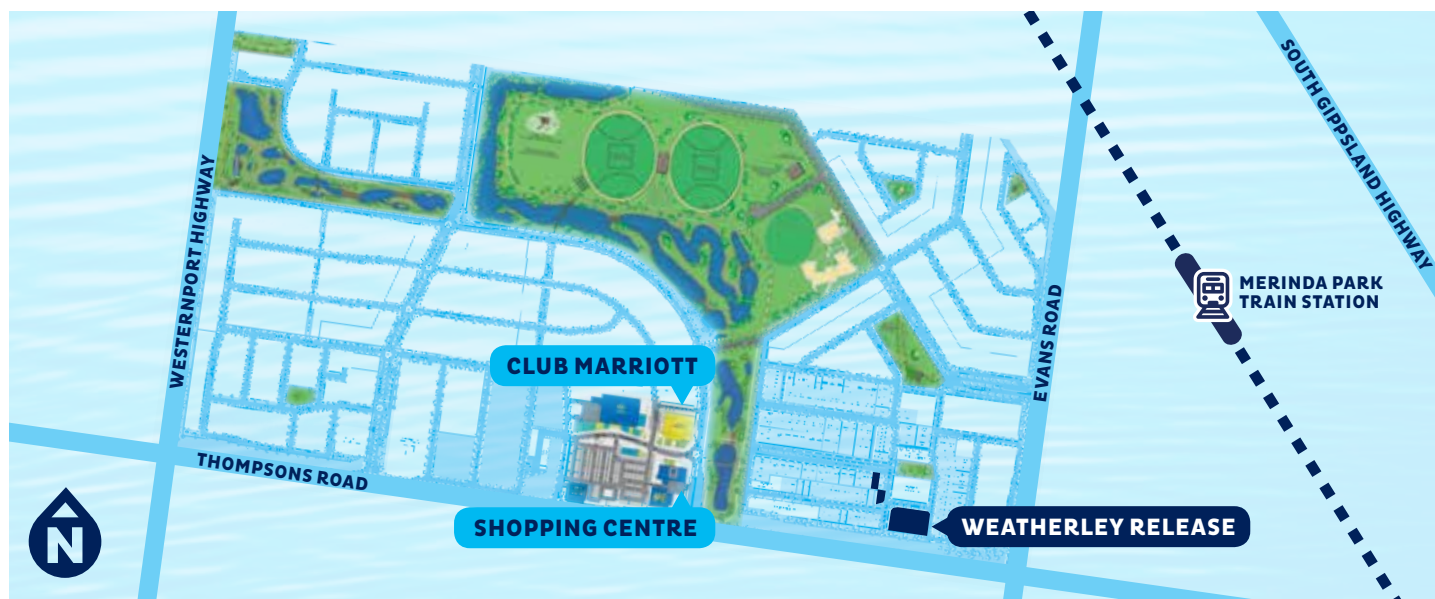 SOUTH GIPPSLAND HIGHWAY
WESTERNPORT HIGHWAY
MERINDA PARK
TRAIN STATION
EVANS ROAD
CLUB MARRIOTT
THOMPSONS ROAD
SHOPPING CENTRE
WEATHERLEY RELEASE
N